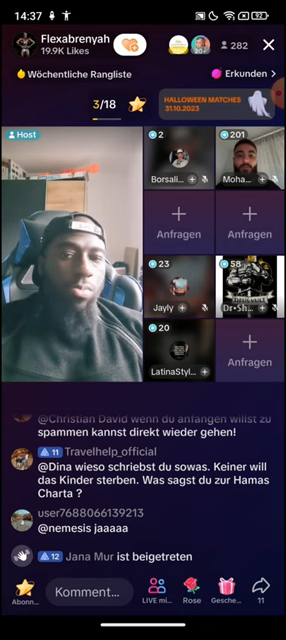 14:37
92
Flexabrenyah
19.9K Likes
282
Wöchentliche Rangliste
Erkunden >
3/18
HALLOWEEN MATCHES
31.10.2023
Host
2
201
Borsali...
Moha...
Anfragen
Anfragen
23
58
Jayly
Dr•Sh...
20
LatinaStyl...
Anfragen
@Christian David wenn du anfangen willst zu
spammen kannst direkt wieder gehen!
11 Travelhelp_official
@Dina wieso schriebst du sowas. Keiner will
das Kinder sterben. Was sagst du zur Hamas
Charta ?
user7688066139213
@nemesis jaaaaa
12 Jana Mur ist beigetreten
Komment...
Abonn...
LIVE mi...
Rose
Gesche...
11